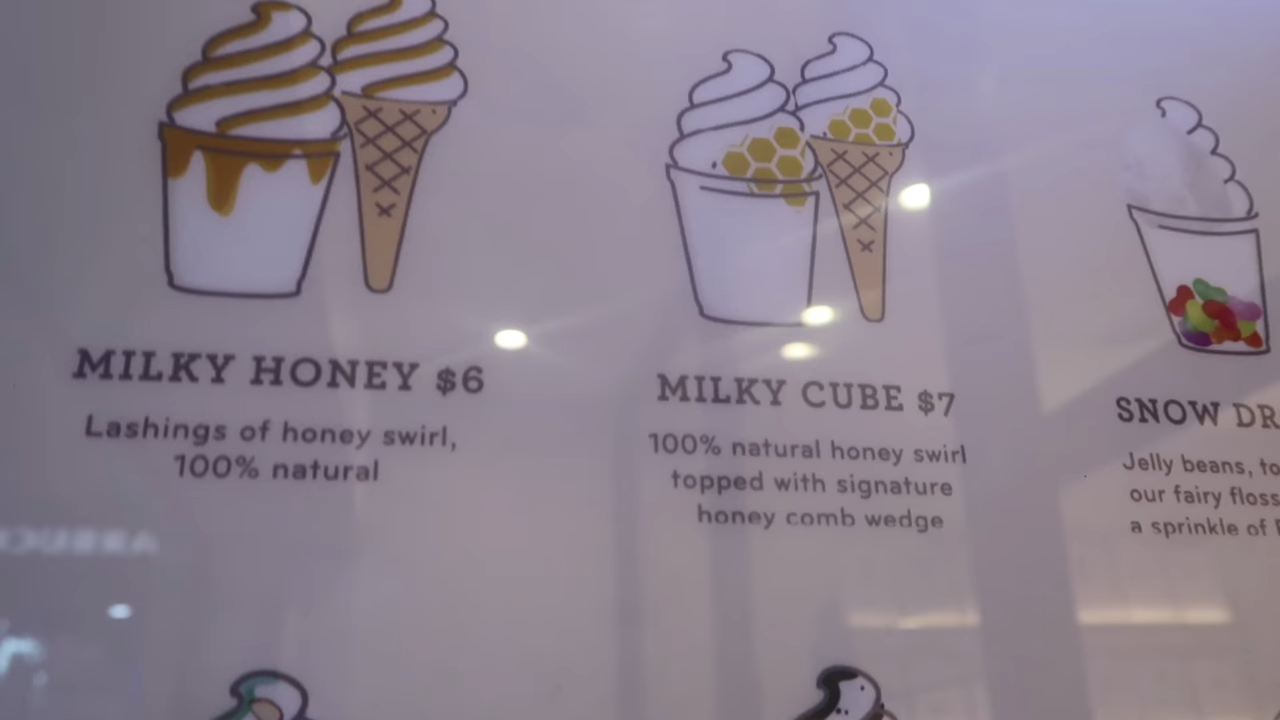 MILKY HONEY $6
Lashings of honey swirl,
100% natural
MILKY CUBE $7
100% natural honey swirl
topped with signature
honey comb wedge
SNOW
Jelly beans,
our fairy floss
a sprinkle of